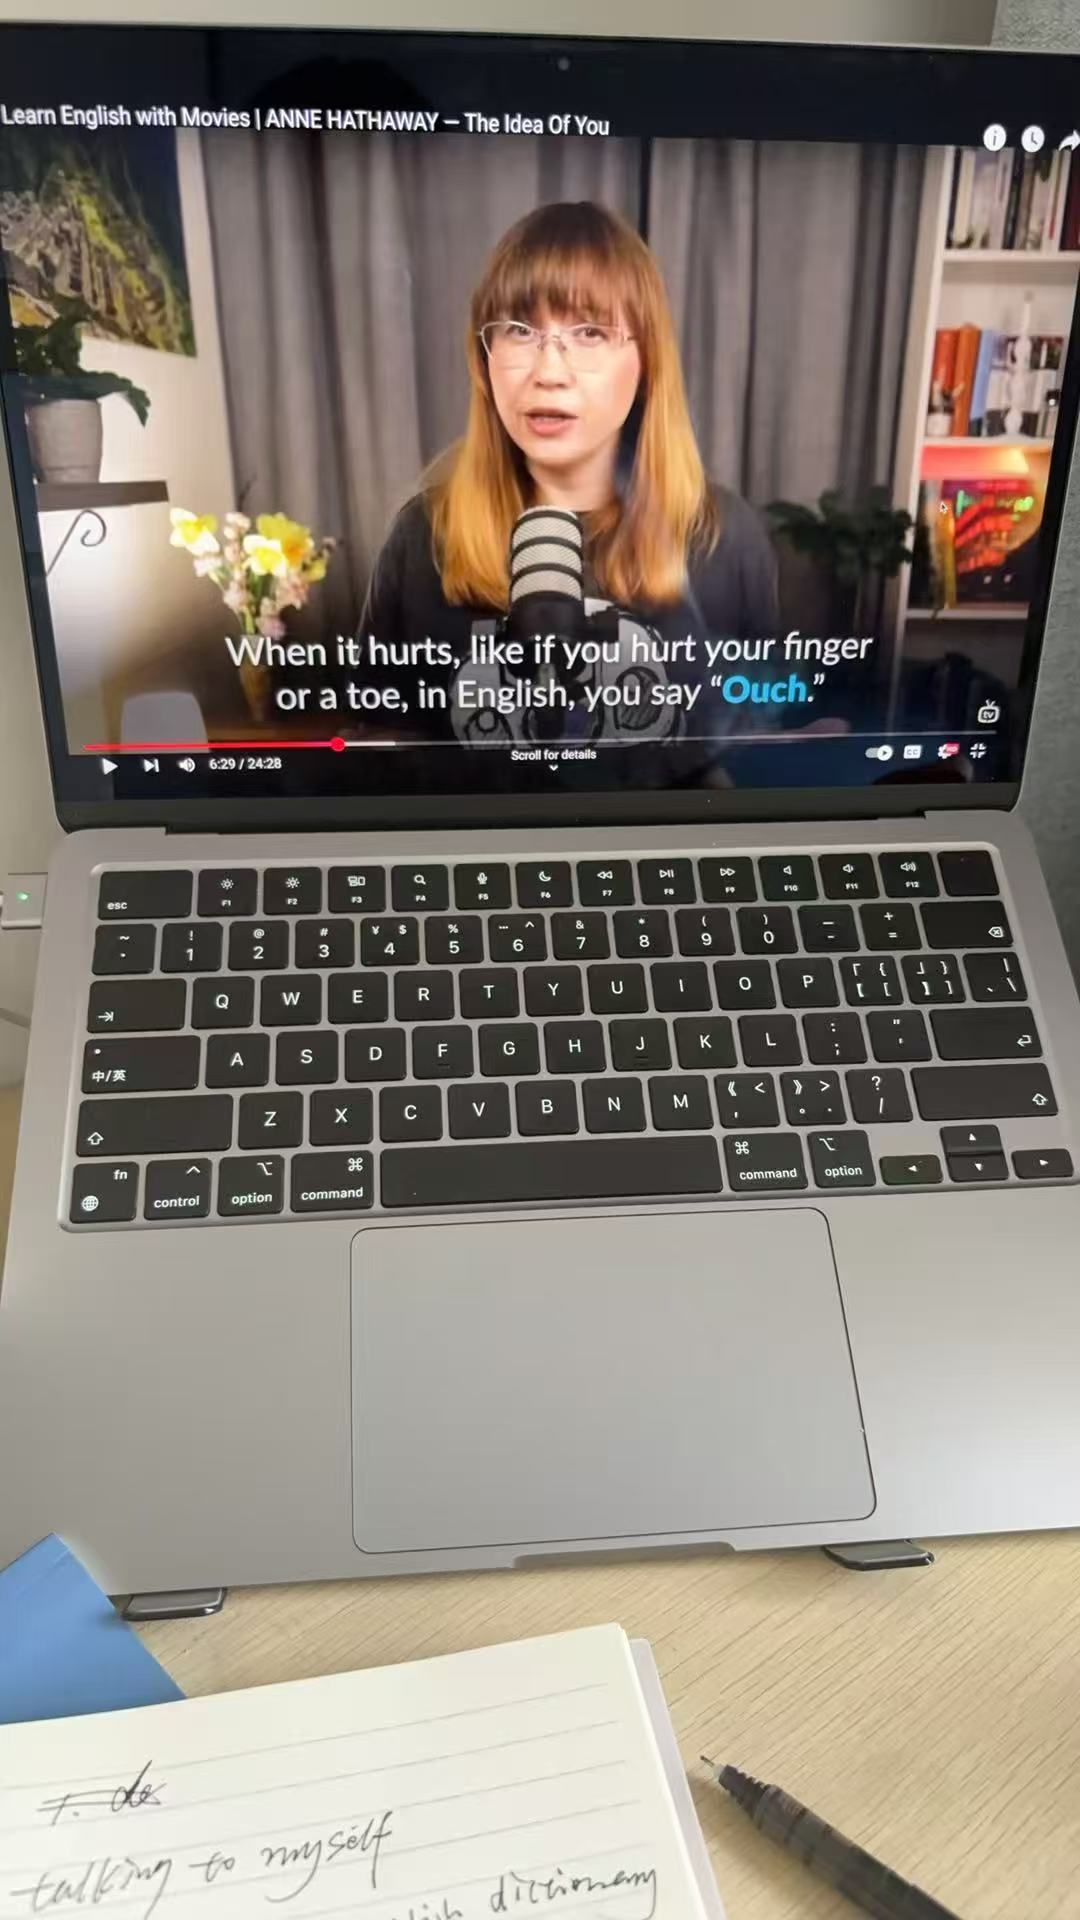 Learn English with Movies | ANNE HATHAWAY – The Idea Of You
When it hurts, like if you hurt your finger
or a toe, in English, you say “Ouch.”
tv
6:29 / 24:28
Scroll for details
CC
HD
esc F1 F2 F3 F4 F5 F6 F7 F8 F9 F10 F11 F12
~ · ! 1 @ 2 # 3 ¥ $ 4 % 5 … ^ 6 & 7 * 8 ( 9 ) 0 — - + =
Q W E R T Y U I O P 「 { 【 [ 」 } 】 ] | 、 \
中/英 A S D F G H J K L : ; " '
Z X C V B N M 《 < , 》 > 。 . ? /
fn control option command command option
talking to myself
dictionary